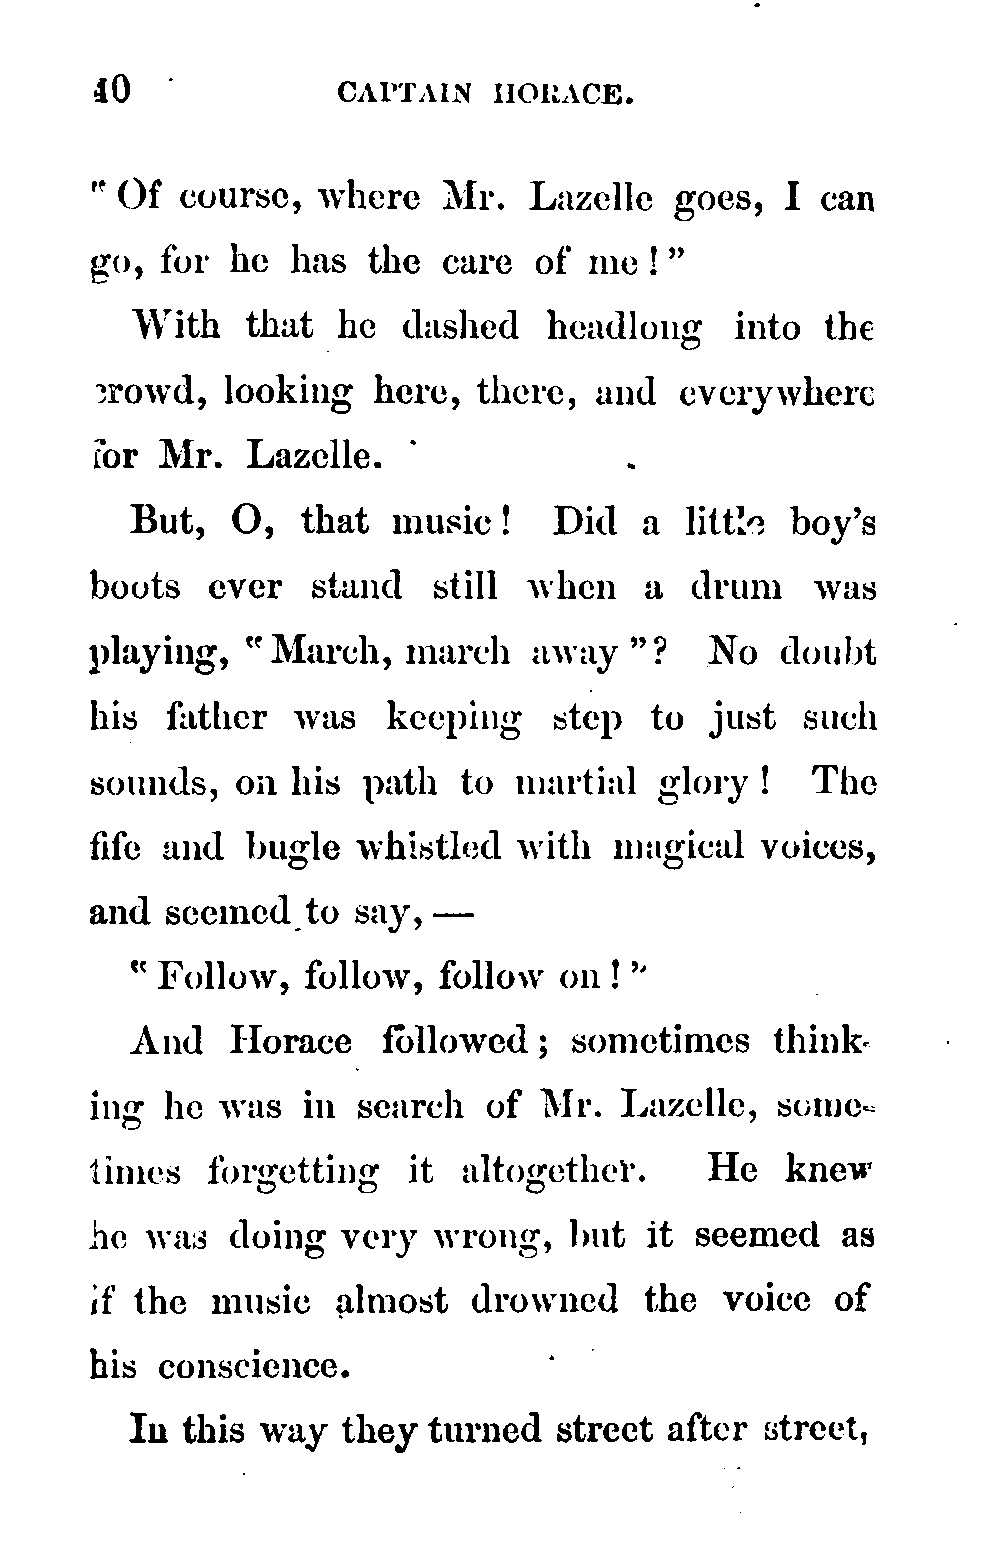 40 CAPTAIN HORACE.
"Of course, where Mr. Lazelle goes, I can
go, for he has the care of me!"
With that he dashed headlong into the
crowd, looking here, there, and everywhere
for Mr. Lazelle.
But, O, that music! Did a little boy's
boots ever stand still when a drum was
playing, "March, march away"? No doubt
his father was keeping step to just such
sounds, on his path to martial glory! The
fife and bugle whistled with magical voices,
and seemed to say, —
"Follow, follow, follow on!"
And Horace followed; sometimes think-
ing he was in search of Mr. Lazelle, some-
times forgetting it altogether. He knew
he was doing very wrong, but it seemed as
if the music almost drowned the voice of
his conscience.
In this way they turned street after street,